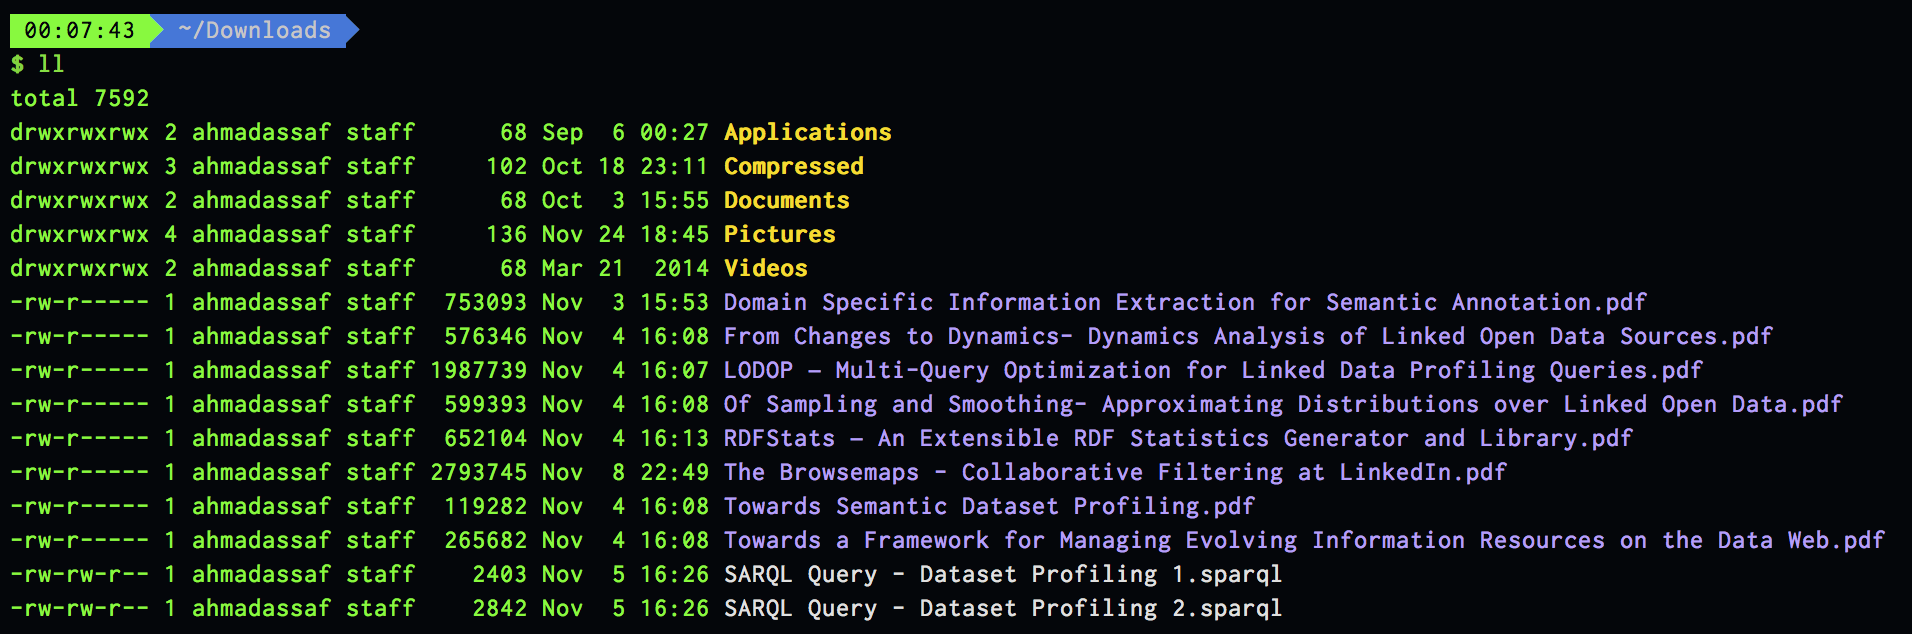 00:07:43 ~/Downloads
$ ll
total 7592
drwxrwxrwx 2 ahmadassaf staff      68 Sep  6 00:27 Applications
drwxrwxrwx 3 ahmadassaf staff     102 Oct 18 23:11 Compressed
drwxrwxrwx 2 ahmadassaf staff      68 Oct  3 15:55 Documents
drwxrwxrwx 4 ahmadassaf staff     136 Nov 24 18:45 Pictures
drwxrwxrwx 2 ahmadassaf staff      68 Mar 21  2014 Videos
-rw-r----- 1 ahmadassaf staff  753093 Nov  3 15:53 Domain Specific Information Extraction for Semantic Annotation.pdf
-rw-r----- 1 ahmadassaf staff  576346 Nov  4 16:08 From Changes to Dynamics- Dynamics Analysis of Linked Open Data Sources.pdf
-rw-r----- 1 ahmadassaf staff 1987739 Nov  4 16:07 LODOP – Multi-Query Optimization for Linked Data Profiling Queries.pdf
-rw-r----- 1 ahmadassaf staff  599393 Nov  4 16:08 Of Sampling and Smoothing- Approximating Distributions over Linked Open Data.pdf
-rw-r----- 1 ahmadassaf staff  652104 Nov  4 16:13 RDFStats – An Extensible RDF Statistics Generator and Library.pdf
-rw-r----- 1 ahmadassaf staff 2793745 Nov  8 22:49 The Browsemaps - Collaborative Filtering at LinkedIn.pdf
-rw-r----- 1 ahmadassaf staff  119282 Nov  4 16:08 Towards Semantic Dataset Profiling.pdf
-rw-r----- 1 ahmadassaf staff  265682 Nov  4 16:08 Towards a Framework for Managing Evolving Information Resources on the Data Web.pdf
-rw-rw-r-- 1 ahmadassaf staff    2403 Nov  5 16:26 SARQL Query - Dataset Profiling 1.sparql
-rw-rw-r-- 1 ahmadassaf staff    2842 Nov  5 16:26 SARQL Query - Dataset Profiling 2.sparql